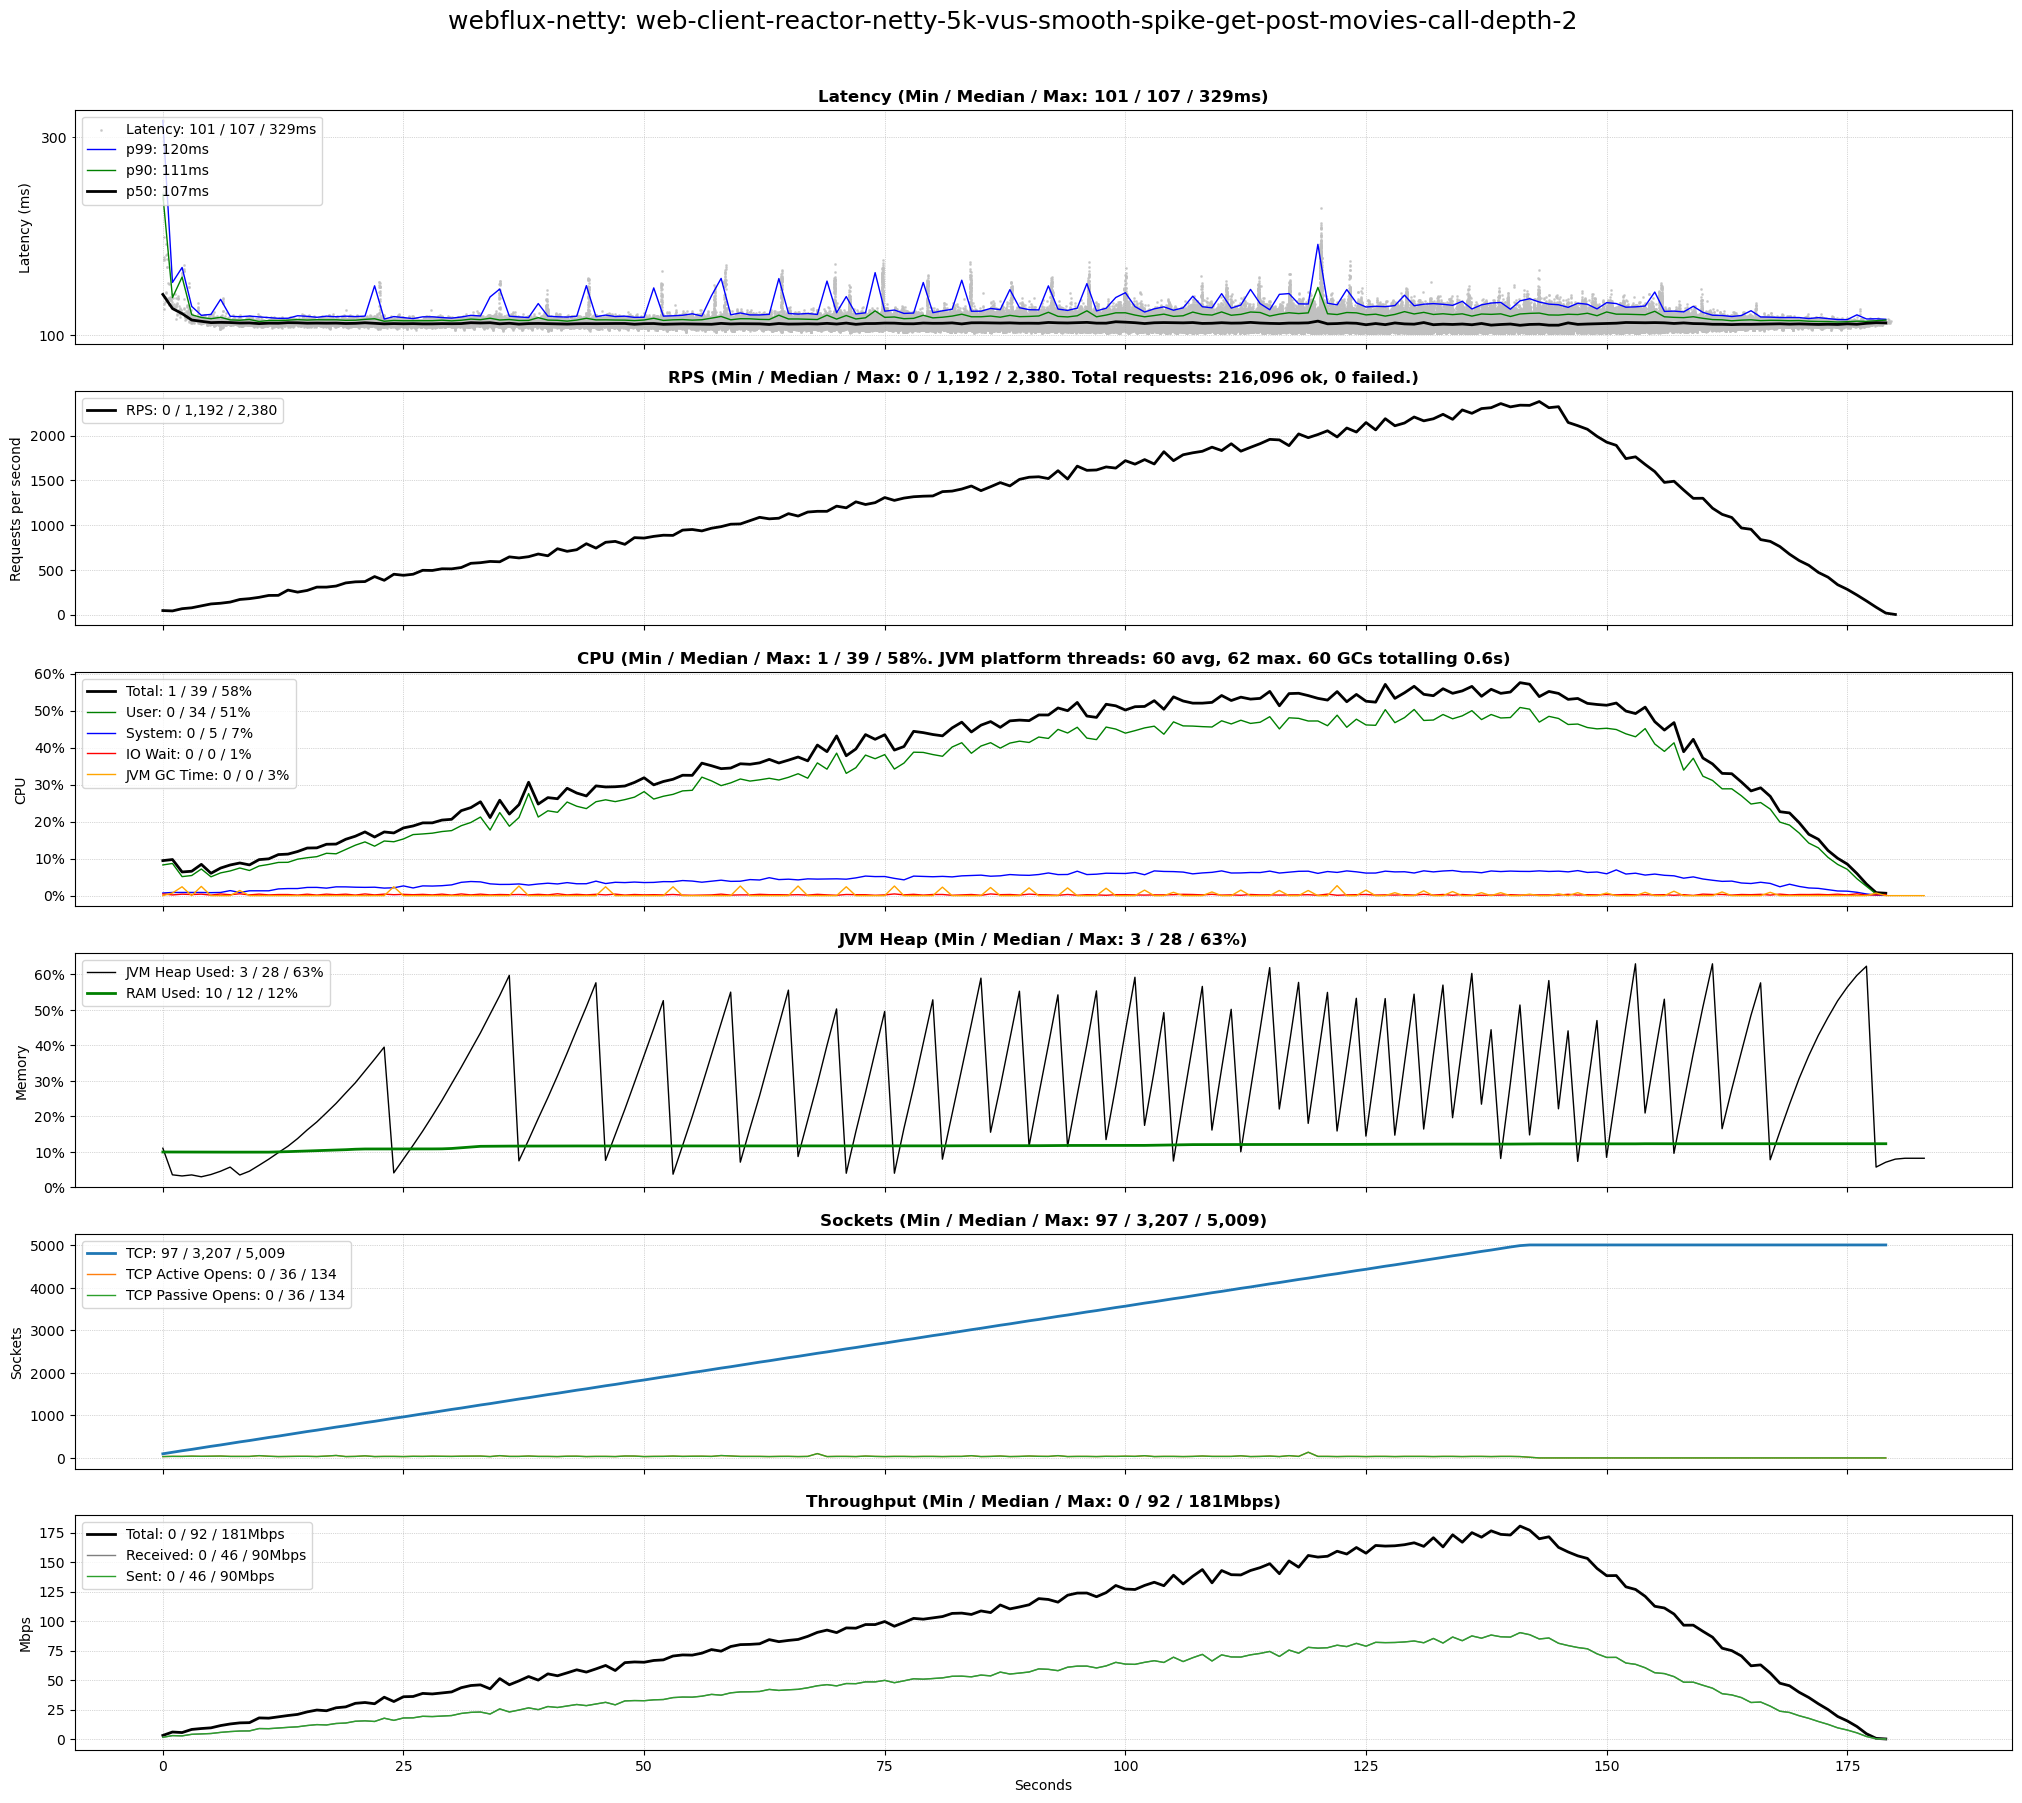 webflux-netty: web-client-reactor-netty-5k-vus-smooth-spike-get-post-movies-call-depth-2
Latency (Min / Median / Max: 101 / 107 / 329ms)
Latency: 101 / 107 / 329ms
p99: 120ms
p90: 111ms
p50: 107ms
300
100
Latency (ms)
RPS (Min / Median / Max: 0 / 1,192 / 2,380. Total requests: 216,096 ok, 0 failed.)
RPS: 0 / 1,192 / 2,380
2000
1500
1000
500
0
Requests per second
CPU (Min / Median / Max: 1 / 39 / 58%. JVM platform threads: 60 avg, 62 max. 60 GCs totalling 0.6s)
Total: 1 / 39 / 58%
User: 0 / 34 / 51%
System: 0 / 5 / 7%
IO Wait: 0 / 0 / 1%
JVM GC Time: 0 / 0 / 3%
60%
50%
40%
30%
20%
10%
0%
CPU
JVM Heap (Min / Median / Max: 3 / 28 / 63%)
JVM Heap Used: 3 / 28 / 63%
RAM Used: 10 / 12 / 12%
60%
50%
40%
30%
20%
10%
0%
Memory
Sockets (Min / Median / Max: 97 / 3,207 / 5,009)
TCP: 97 / 3,207 / 5,009
TCP Active Opens: 0 / 36 / 134
TCP Passive Opens: 0 / 36 / 134
5000
4000
3000
2000
1000
0
Sockets
Throughput (Min / Median / Max: 0 / 92 / 181Mbps)
Total: 0 / 92 / 181Mbps
Received: 0 / 46 / 90Mbps
Sent: 0 / 46 / 90Mbps
175
150
125
100
75
50
25
0
Mbps
0 25 50 75 100 125 150 175
Seconds